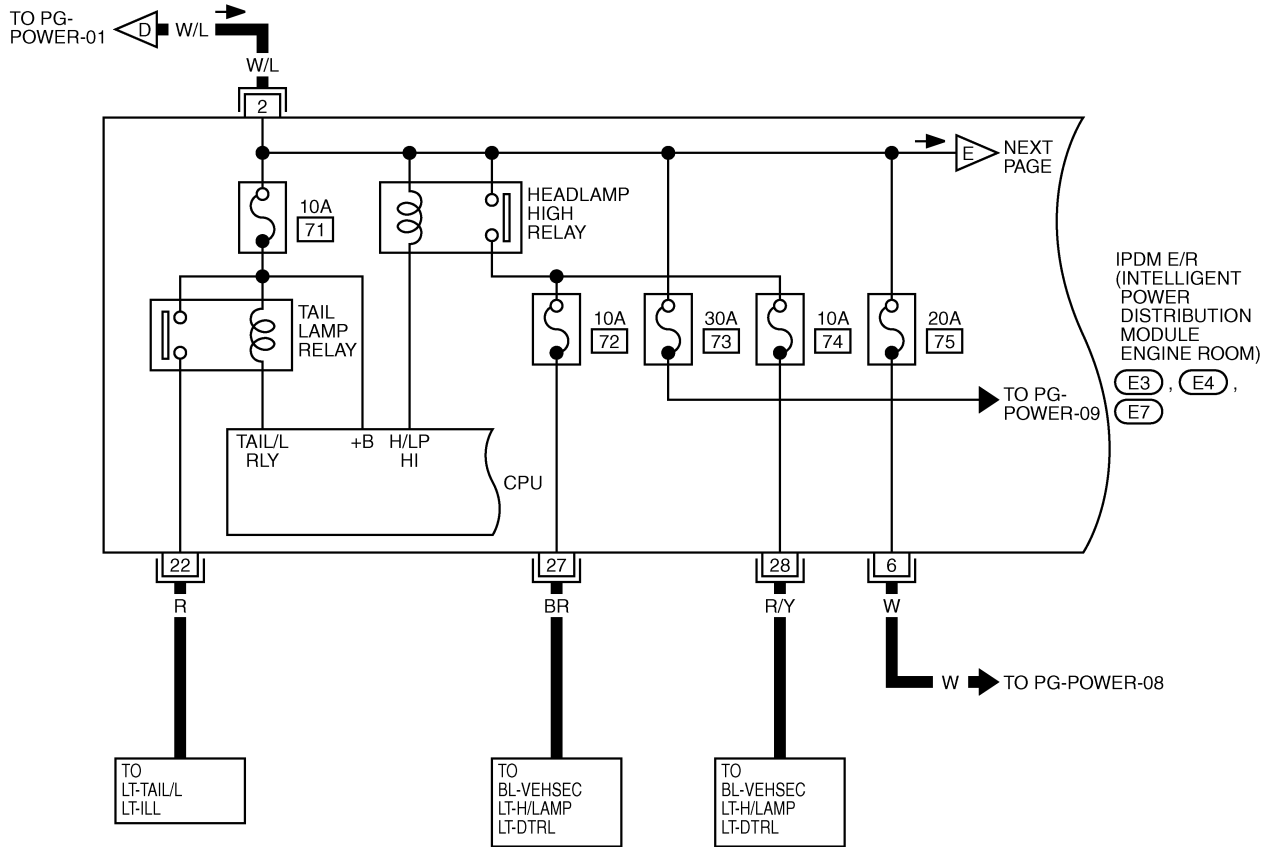 TO PG-
POWER-01
D
W/L
W/L
2
E
NEXT
PAGE
10A
71
HEADLAMP
HIGH
RELAY
IPDM E/R
(INTELLIGENT
POWER
DISTRIBUTION
MODULE
ENGINE ROOM)
E3 , E4 ,
E7
TAIL
LAMP
RELAY
10A
72
30A
73
10A
74
20A
75
TO PG-
POWER-09
TAIL/L
RLY
+B
H/LP
HI
CPU
22
27
28
6
R
BR
R/Y
W
W
TO PG-POWER-08
TO
LT-TAIL/L
LT-ILL
TO
BL-VEHSEC
LT-H/LAMP
LT-DTRL
TO
BL-VEHSEC
LT-H/LAMP
LT-DTRL